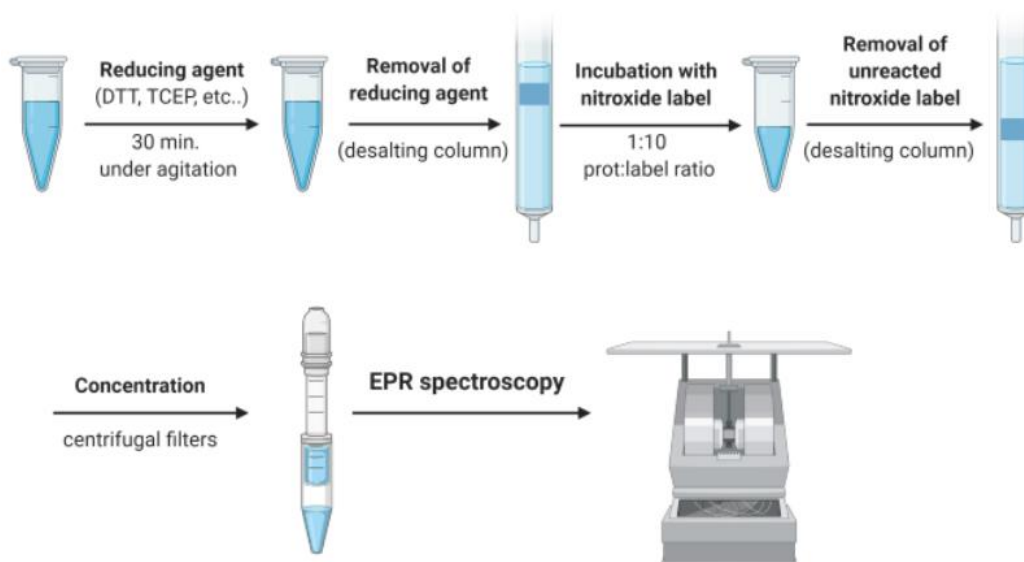 Reducing agent
(DTT, TCEP, etc..)
30 min.
under agitation
Removal of
reducing agent
(desalting column)
Incubation with
nitroxide label
1:10
prot:label ratio
Removal of
unreacted
nitroxide label
(desalting column)
Concentration
centrifugal filters
EPR spectroscopy